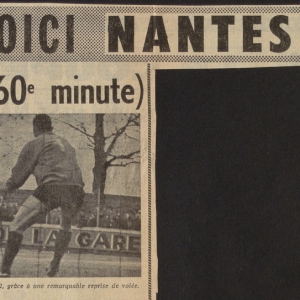 OICI NANTES
60e minute)
LA GARE
, grâce à une remarquable reprise de volée.